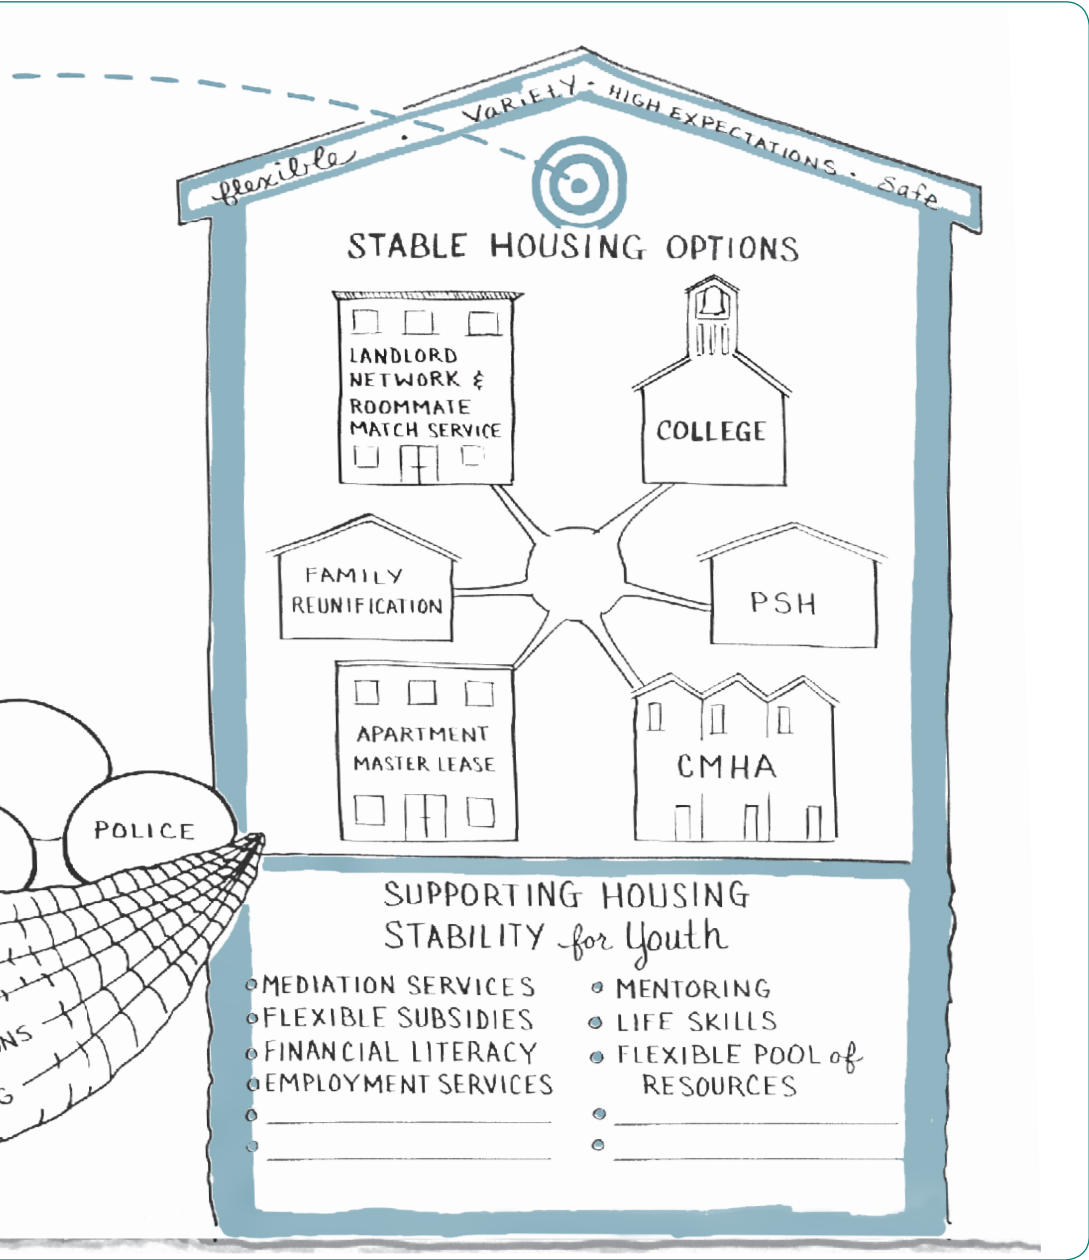 flexible · VARIETY · HIGH EXPECTATIONS · Safe
STABLE HOUSING OPTIONS
LANDLORD
NETWORK &
ROOMMATE
MATCH SERVICE
COLLEGE
FAMILY
REUNIFICATION
PSH
APARTMENT
MASTER LEASE
CMHA
POLICE
SUPPORTING HOUSING
STABILITY for Youth
MEDIATION SERVICES
FLEXIBLE SUBSIDIES
FINANCIAL LITERACY
EMPLOYMENT SERVICES
MENTORING
LIFE SKILLS
FLEXIBLE POOL of
RESOURCES